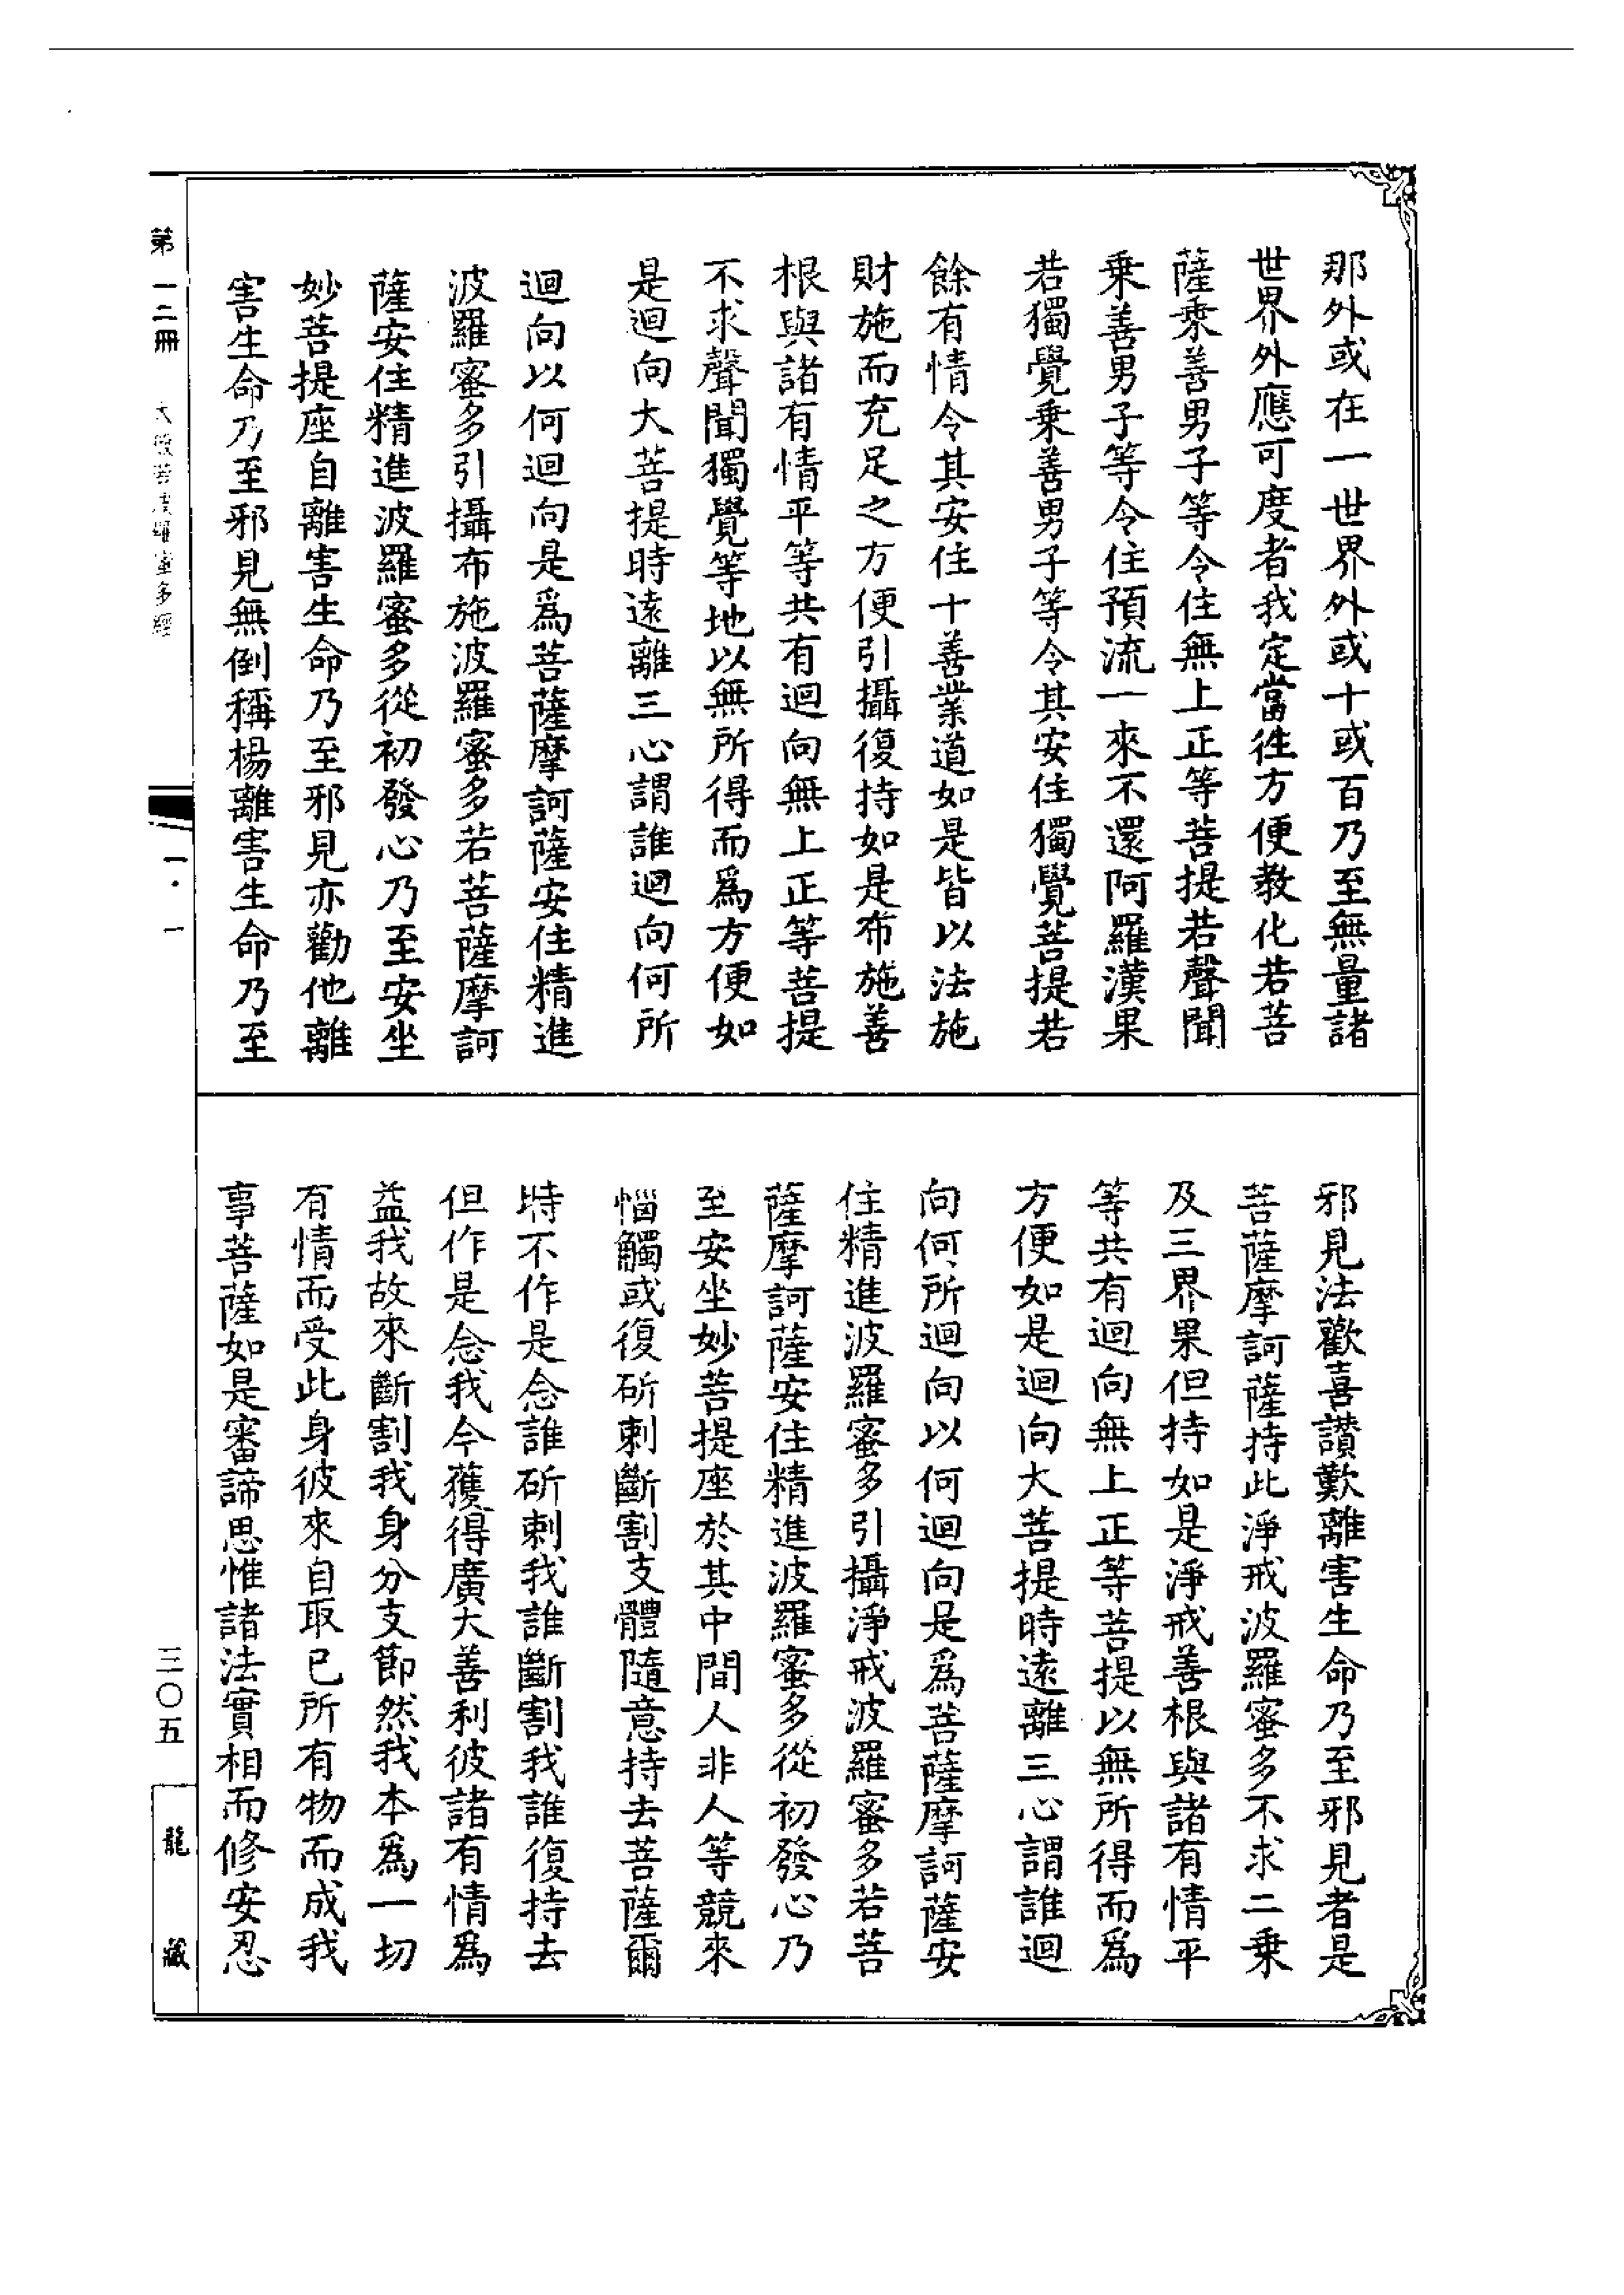 那外或在一世界外或十或百乃至無量諸
世界外應可度者我定當往方便教化若菩
薩乘善男子等令住無上正等菩提若聲聞
乘善男子等令住預流一來不還阿羅漢果
若獨覺乘善男子等令其安住獨覺菩提若
餘有情令其安住十善業道如是皆以法施
財施而充足之方便引攝復持如是布施善
根與諸有情平等共有迴向無上正等菩提
不求聲聞獨覺等地以無所得而為方便如
是迴向大菩提時遠離三心謂誰迴向何所
迴向以何迴向是為菩薩摩訶薩安住精進
波羅蜜多引攝布施波羅蜜多若菩薩摩訶
薩安住精進波羅蜜多從初發心乃至安坐
妙菩提座自離害生命乃至邪見亦勸他離
害生命乃至邪見無倒稱楊離害生命乃至
邪見法歡喜讚歎離害生命乃至邪見者是
菩薩摩訶薩持此淨戒波羅蜜多不求二乘
及三界果但持如是淨戒善根與諸有情平
等共有迴向無上正等菩提以無所得而為
方便如是迴向大菩提時遠離三心謂誰迴
向何所迴向以何迴向是為菩薩摩訶薩安
住精進波羅蜜多引攝淨戒波羅蜜多若菩
薩摩訶薩安住精進波羅蜜多從初發心乃
至安坐妙菩提座於其中間人非人等競來
惱觸或復斫刺斷割支體隨意持去菩薩爾
時不作是念誰斫刺我誰斷割我誰復持去
但作是念我今獲得廣大善利彼諸有情為
益我故來斷割我身分支節然我本為一切
有情而受此身彼來自取已所有物而成我
事菩薩如是審諦思惟諸法實相而修安忍
第一二冊
大般若波羅蜜多經
一·一
三〇五
龍藏